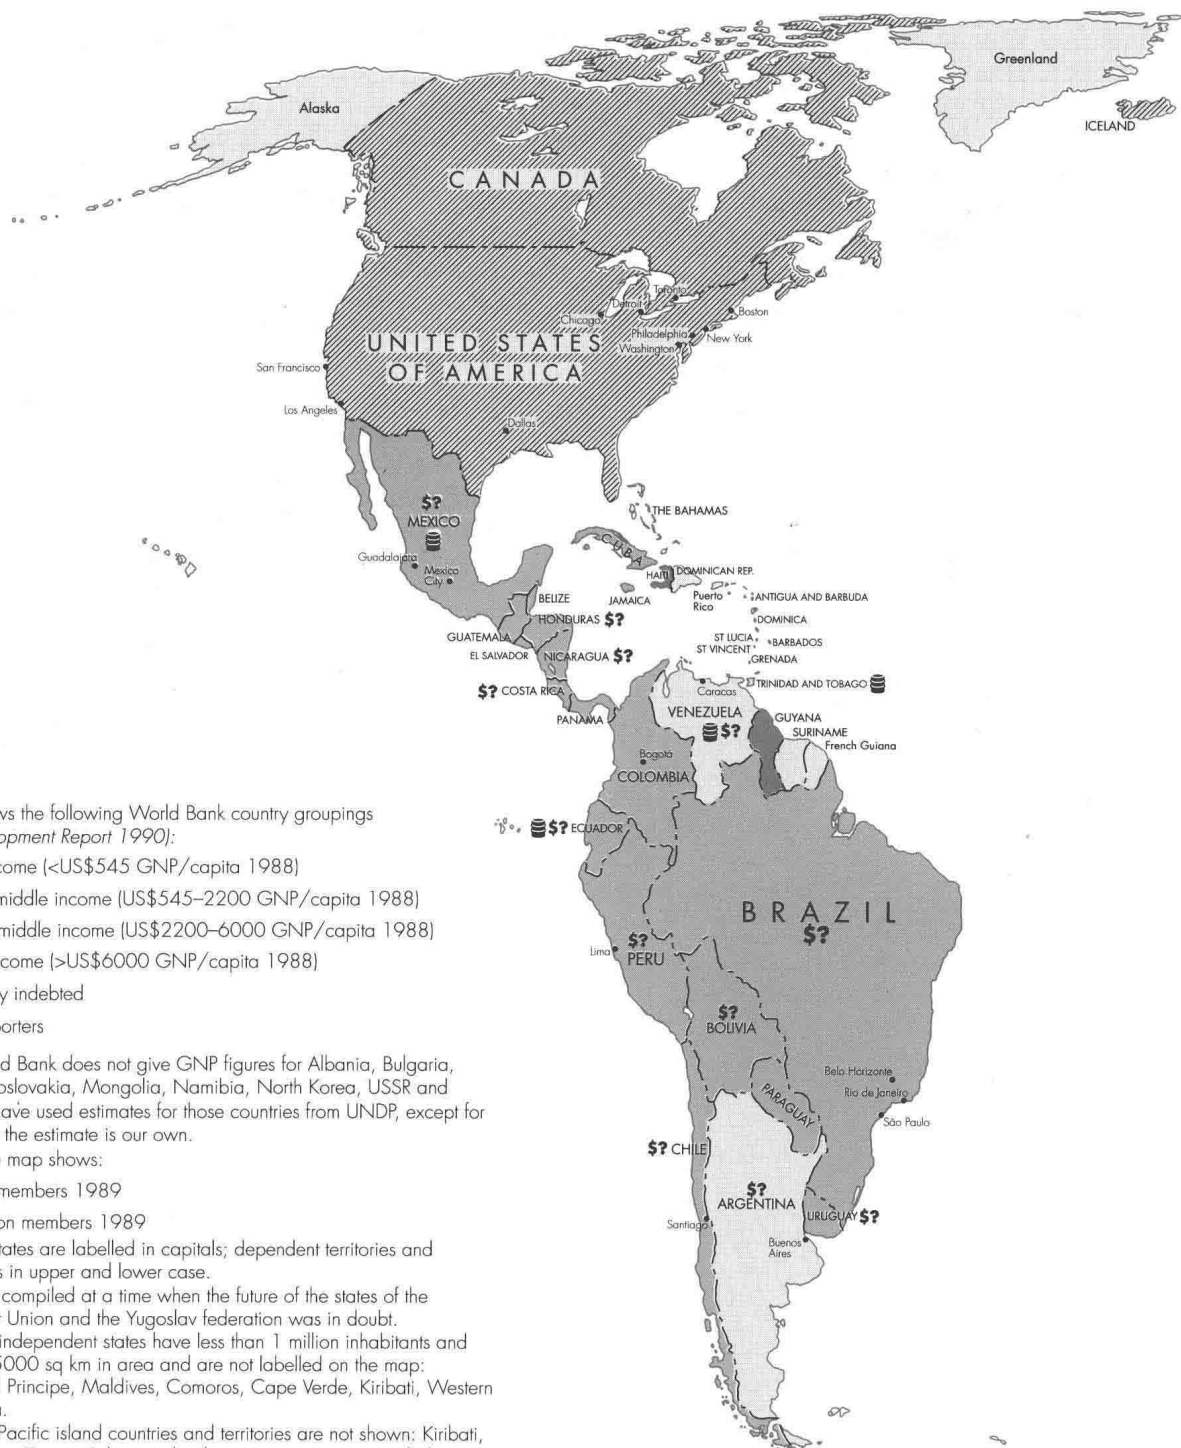 Greenland
Alaska
ICELAND
CANADA
Toronto
Detroit
Boston
Chicago
Philadelphia
New York
UNITED STATES
Washington
OF AMERICA
San Francisco
Los Angeles
Dallas
$?
MEXICO
THE BAHAMAS
CUBA
Guadalajara
Mexico
City
HAITI
DOMINICAN REP.
BELIZE
JAMAICA
Puerto
Rico
ANTIGUA AND BARBUDA
HONDURAS $?
DOMINICA
GUATEMALA
ST LUCIA
BARBADOS
ST VINCENT
EL SALVADOR
NICARAGUA $?
GRENADA
$? COSTA RICA
Caracas
TRINIDAD AND TOBAGO
PANAMA
VENEZUELA
$?
GUYANA
SURINAME
French Guiana
Bogotá
COLOMBIA
$? ECUADOR
BRAZIL
$?
$?
Lima
PERU
$?
BOLIVIA
Belo Horizonte
Rio de Janeiro
São Paulo
PARAGUAY
$? CHILE
$?
ARGENTINA
URUGUAY $?
Santiago
Buenos
Aires
ws the following World Bank country groupings
opment Report 1990):
come (<US$545 GNP/capita 1988)
middle income (US$545–2200 GNP/capita 1988)
middle income (US$2200–6000 GNP/capita 1988)
come (>US$6000 GNP/capita 1988)
y indebted
porters
d Bank does not give GNP figures for Albania, Bulgaria,
oslovakia, Mongolia, Namibia, North Korea, USSR and
have used estimates for those countries from UNDP, except for
the estimate is our own.
map shows:
members 1989
on members 1989
tates are labelled in capitals; dependent territories and
s in upper and lower case.
compiled at a time when the future of the states of the
t Union and the Yugoslav federation was in doubt.
independent states have less than 1 million inhabitants and
5000 sq km in area and are not labelled on the map:
Principe, Maldives, Comoros, Cape Verde, Kiribati, Western
Pacific island countries and territories are not shown: Kiribati,